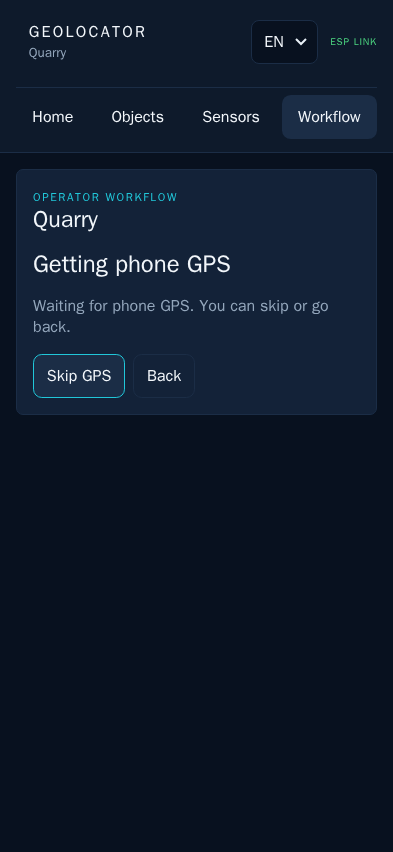 GEOLOCATOR
Quarry
EN
ESP LINK
Home
Objects
Sensors
Workflow
OPERATOR WORKFLOW
Quarry
Getting phone GPS
Waiting for phone GPS. You can skip or go
back.
Skip GPS
Back